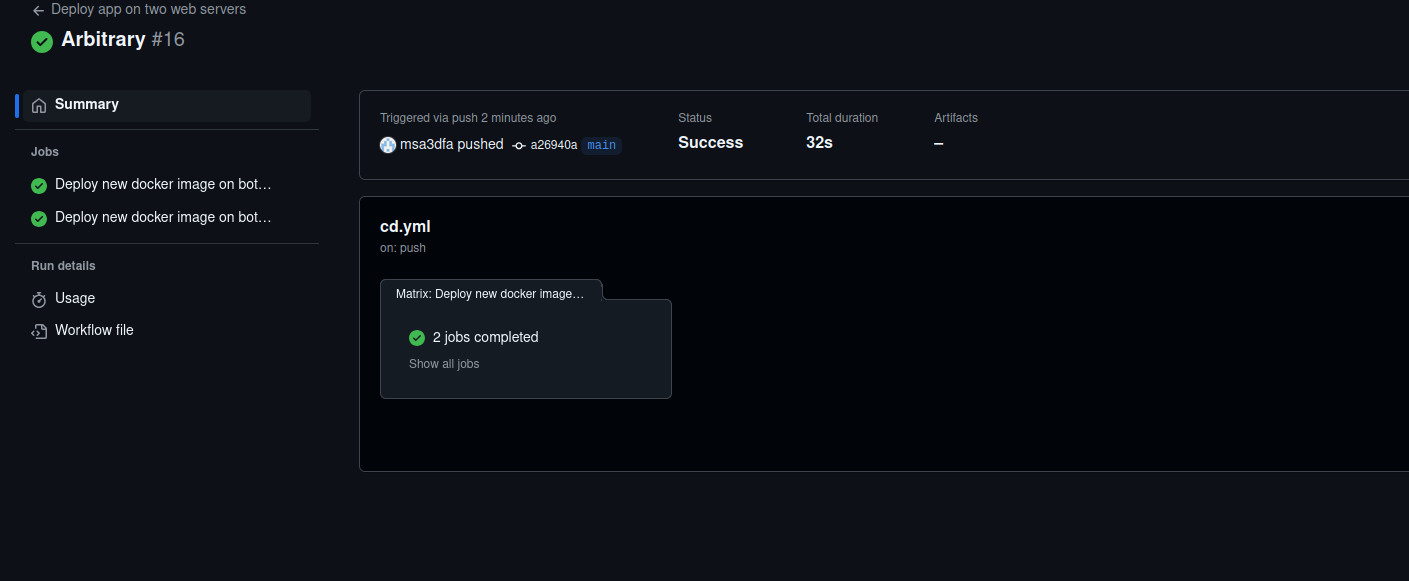 ← Deploy app on two web servers
Arbitrary #16
Summary
Jobs
Deploy new docker image on bot...
Deploy new docker image on bot...
Run details
Usage
Workflow file
Triggered via push 2 minutes ago
msa3dfa pushed a26940a main
Status
Success
Total duration
32s
Artifacts
–
cd.yml
on: push
Matrix: Deploy new docker image...
2 jobs completed
Show all jobs